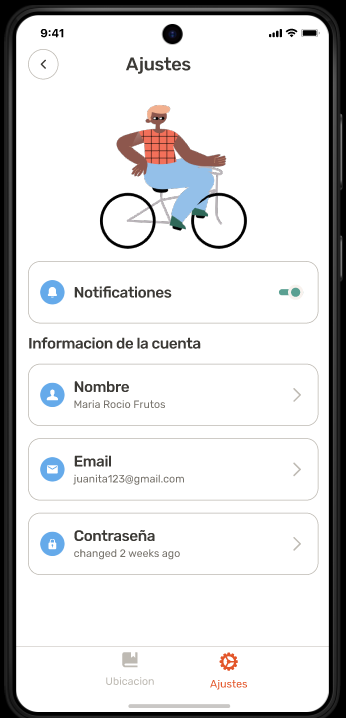 9:41
Ajustes
Notificationes
Informacion de la cuenta
Nombre
Maria Rocio Frutos
Email
juanita123@gmail.com
Contraseña
changed 2 weeks ago
Ubicacion
Ajustes